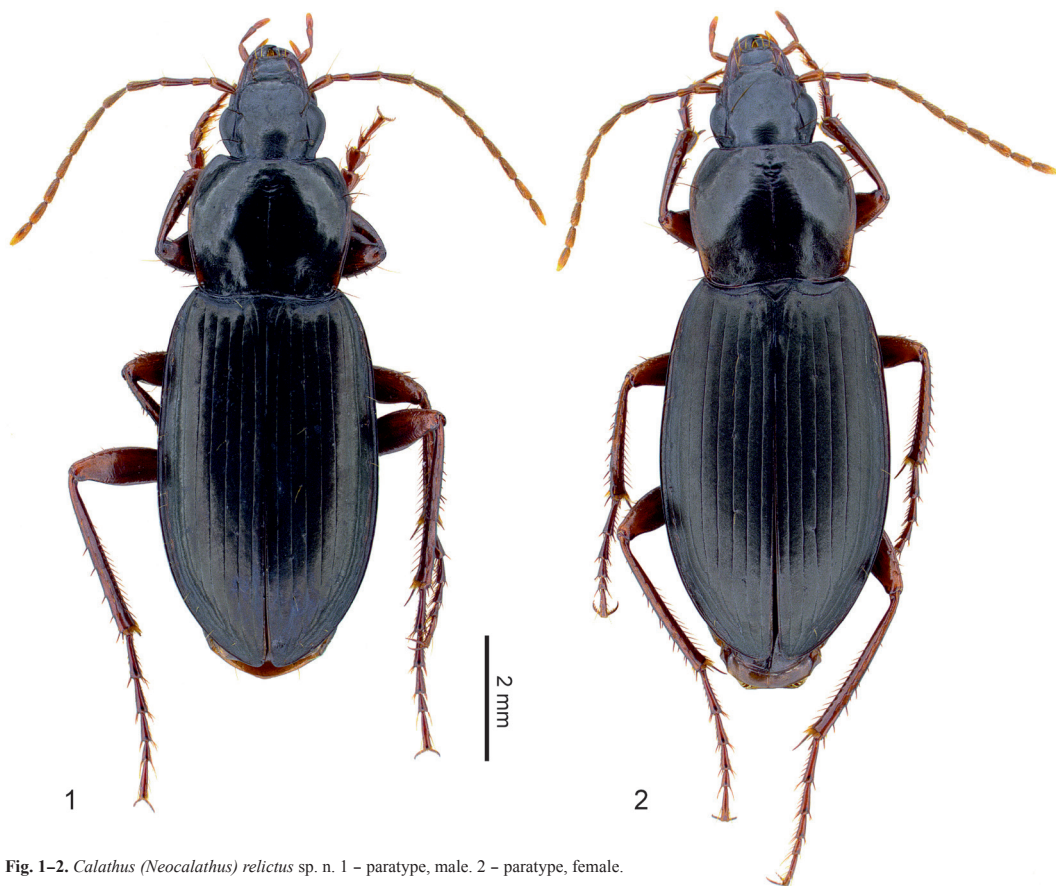 2 mm
1
2
Fig. 1–2. Calathus (Neocalathus) relictus sp. n. 1 – paratype, male. 2 – paratype, female.